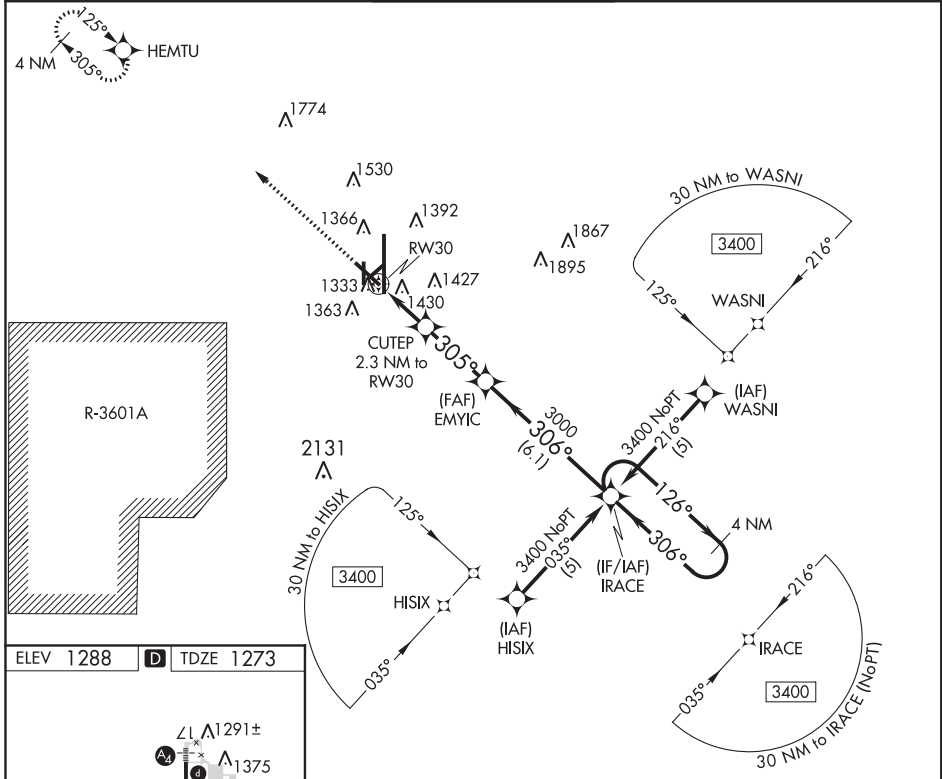 125°
HEMTU
4 NM
305°
1774
1530
30 NM to WASNI
1366
1392
RW30
1867
3400
216°
1895
1333
1427
1430
1363
125°
WASNI
CUTEP
2.3 NM to
RW30
305°
(FAF)
EMYIC
(IAF)
WASNI
R-3601A
3000
306°
(6.1)
3400 NoPT
216°
(5)
2131
125°
126°
4 NM
30 NM to HISIX
3400
3400 NoPT
035°
(5)
306°
(IF/IAF)
IRACE
216°
HISIX
(IAF)
HISIX
IRACE
035°
035°
3400
30 NM to IRACE (NoPT)
ELEV 1288
D
TDZE 1273
17
1291±
A4
1375
P